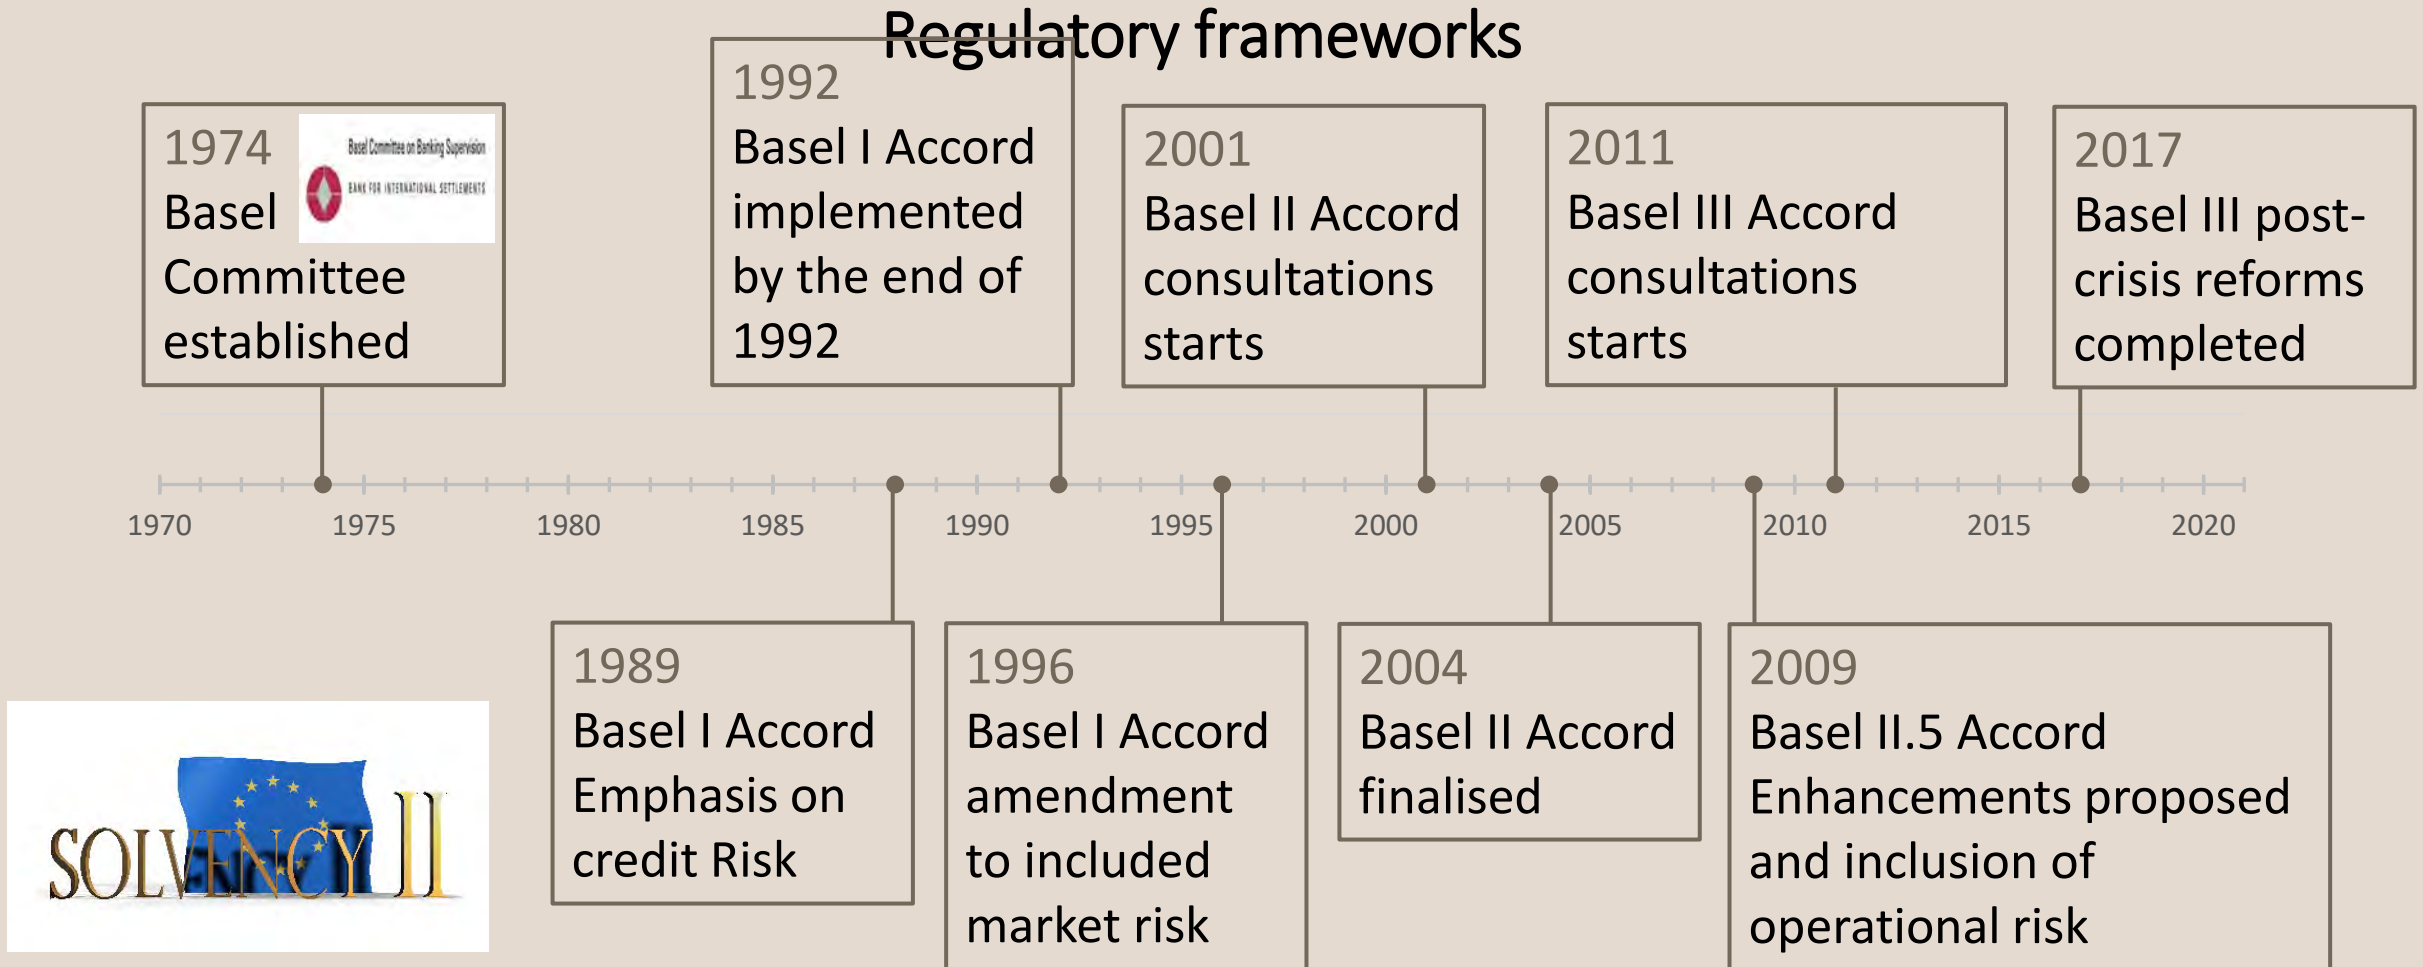 Regulatory frameworks
1974
Basel Committee on Banking Supervision
BANK FOR INTERNATIONAL SETTLEMENTS
Basel
Committee
established
1992
Basel I Accord
implemented
by the end of
1992
2001
Basel II Accord
consultations
starts
2011
Basel III Accord
consultations
starts
2017
Basel III post-
crisis reforms
completed
1970 1975 1980 1985 1990 1995 2000 2005 2010 2015 2020
SOLVENCY II
1989
Basel I Accord
Emphasis on
credit Risk
1996
Basel I Accord
amendment
to included
market risk
2004
Basel II Accord
finalised
2009
Basel II.5 Accord
Enhancements proposed
and inclusion of
operational risk